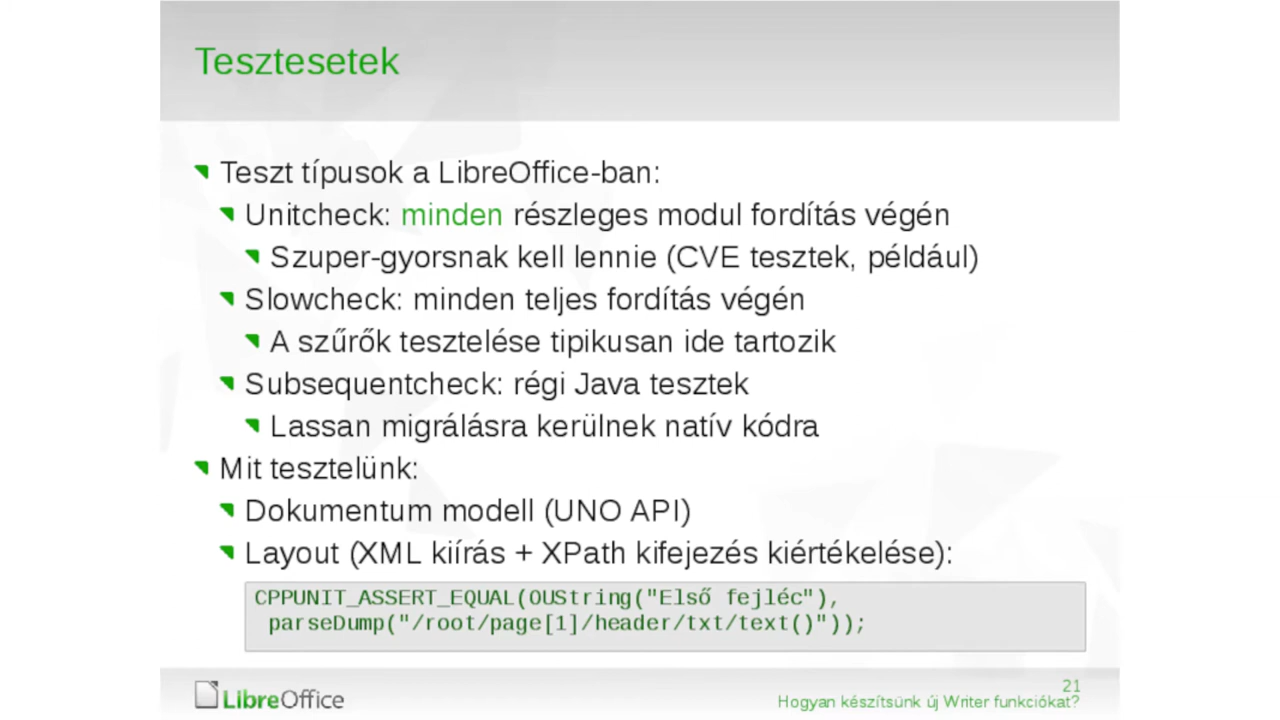 Tesztesetek
Teszt típusok a LibreOffice-ban:
Unitcheck: minden részleges modul fordítás végén
Szuper-gyorsnak kell lennie (CVE tesztek, például)
Slowcheck: minden teljes fordítás végén
A szűrők tesztelése tipikusan ide tartozik
Subsequentcheck: régi Java tesztek
Lassan migrálásra kerülnek natív kódra
Mit tesztelünk:
Dokumentum modell (UNO API)
Layout (XML kiírás + XPath kifejezés kiértékelése):
CPPUNIT_ASSERT_EQUAL(OUString("Első fejléc"),
parseDump("/root/page[1]/header/txt/text()"));
LibreOffice
21
Hogyan készítsünk új Writer funkciókat?